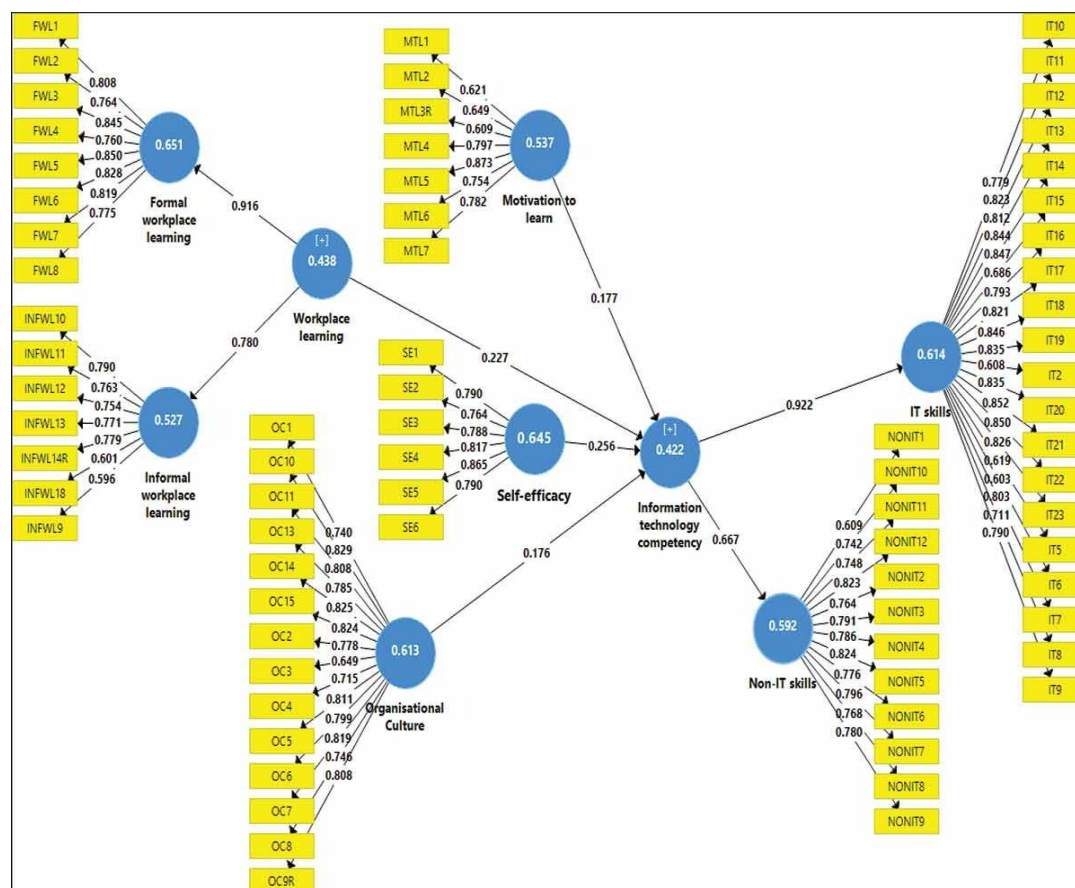 FWL1
FWL2
FWL3
FWL4
FWL5
FWL6
FWL7
FWL8
0.808
0.764
0.845
0.760
0.850
0.828
0.819
0.775
0.651
Formal
workplace
learning
0.916
MTL1
MTL2
MTL3R
MTL4
MTL5
MTL6
MTL7
0.621
0.649
0.609
0.797
0.873
0.754
0.782
0.537
Motivation to
learn
0.177
[+]
0.438
Workplace
learning
0.780
0.227
INFWL10
INFWL11
INFWL12
INFWL13
INFWL14R
INFWL18
INFWL9
0.790
0.763
0.754
0.771
0.779
0.601
0.596
0.527
Informal
workplace
learning
SE1
SE2
SE3
SE4
SE5
SE6
0.790
0.764
0.788
0.817
0.865
0.790
0.645
Self-efficacy
0.256
OC1
OC10
OC11
OC13
OC14
OC15
OC2
OC3
OC4
OC5
OC6
OC7
OC8
OC9R
0.740
0.829
0.808
0.785
0.825
0.824
0.778
0.649
0.715
0.811
0.799
0.819
0.746
0.808
0.613
Organisational
Culture
0.176
[+]
0.422
Information
technology
competency
0.922
0.667
0.614
IT skills
0.779
0.823
0.812
0.844
0.847
0.686
0.793
0.821
0.846
0.835
0.608
0.835
0.852
0.850
0.826
0.619
0.603
0.803
0.711
0.790
IT10
IT11
IT12
IT13
IT14
IT15
IT16
IT17
IT18
IT19
IT2
IT20
IT21
IT22
IT23
IT5
IT6
IT7
IT8
IT9
0.592
Non-IT skills
0.609
0.742
0.748
0.823
0.764
0.791
0.786
0.824
0.776
0.796
0.768
0.780
NONIT1
NONIT10
NONIT11
NONIT12
NONIT2
NONIT3
NONIT4
NONIT5
NONIT6
NONIT7
NONIT8
NONIT9